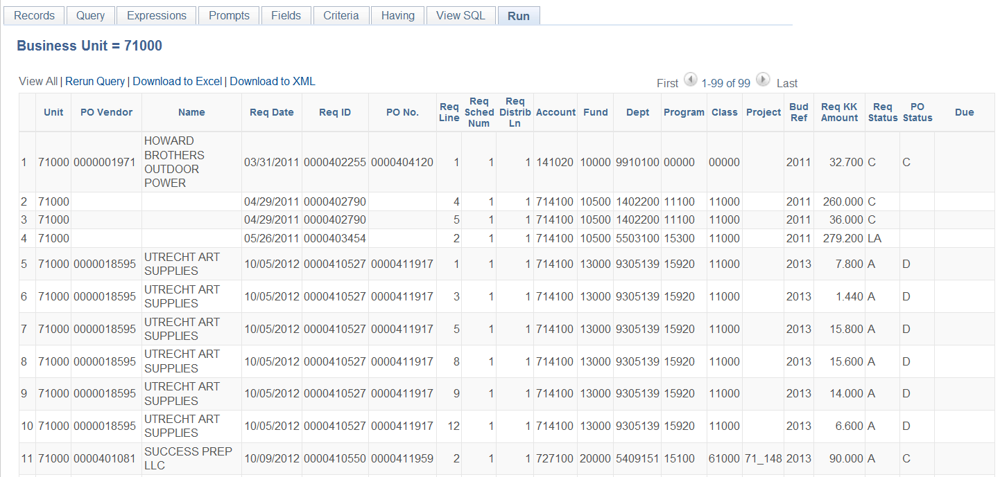 Records Query Expressions Prompts Fields Criteria Having View SQL Run
Business Unit = 71000
View All | Rerun Query | Download to Excel | Download to XML First 1-99 of 99 Last
Unit PO Vendor Name Req Date Req ID PO No. Req Line Req Sched Num Req Distrib Ln Account Fund Dept Program Class Project Bud Ref Req KK Amount Req Status PO Status Due
1 71000 0000001971 HOWARD BROTHERS OUTDOOR POWER 03/31/2011 0000402255 0000404120 1 1 1 141020 10000 9910100 00000 00000 2011 32.700 C C
2 71000 04/29/2011 0000402790 4 1 1 714100 10500 1402200 11100 11000 2011 260.000 C
3 71000 04/29/2011 0000402790 5 1 1 714100 10500 1402200 11100 11000 2011 36.000 C
4 71000 05/26/2011 0000403454 2 1 1 714100 10500 5503100 15300 11000 2011 279.200 LA
5 71000 0000018595 UTRECHT ART SUPPLIES 10/05/2012 0000410527 0000411917 1 1 1 714100 13000 9305139 15920 11000 2013 7.800 A D
6 71000 0000018595 UTRECHT ART SUPPLIES 10/05/2012 0000410527 0000411917 3 1 1 714100 13000 9305139 15920 11000 2013 1.440 A D
7 71000 0000018595 UTRECHT ART SUPPLIES 10/05/2012 0000410527 0000411917 5 1 1 714100 13000 9305139 15920 11000 2013 15.800 A D
8 71000 0000018595 UTRECHT ART SUPPLIES 10/05/2012 0000410527 0000411917 8 1 1 714100 13000 9305139 15920 11000 2013 15.600 A D
9 71000 0000018595 UTRECHT ART SUPPLIES 10/05/2012 0000410527 0000411917 9 1 1 714100 13000 9305139 15920 11000 2013 14.000 A D
10 71000 0000018595 UTRECHT ART SUPPLIES 10/05/2012 0000410527 0000411917 12 1 1 714100 13000 9305139 15920 11000 2013 6.600 A D
11 71000 0000401081 SUCCESS PREP LLC 10/09/2012 0000410550 0000411959 2 1 1 727100 20000 5409151 15100 61000 71_148 2013 90.000 A C